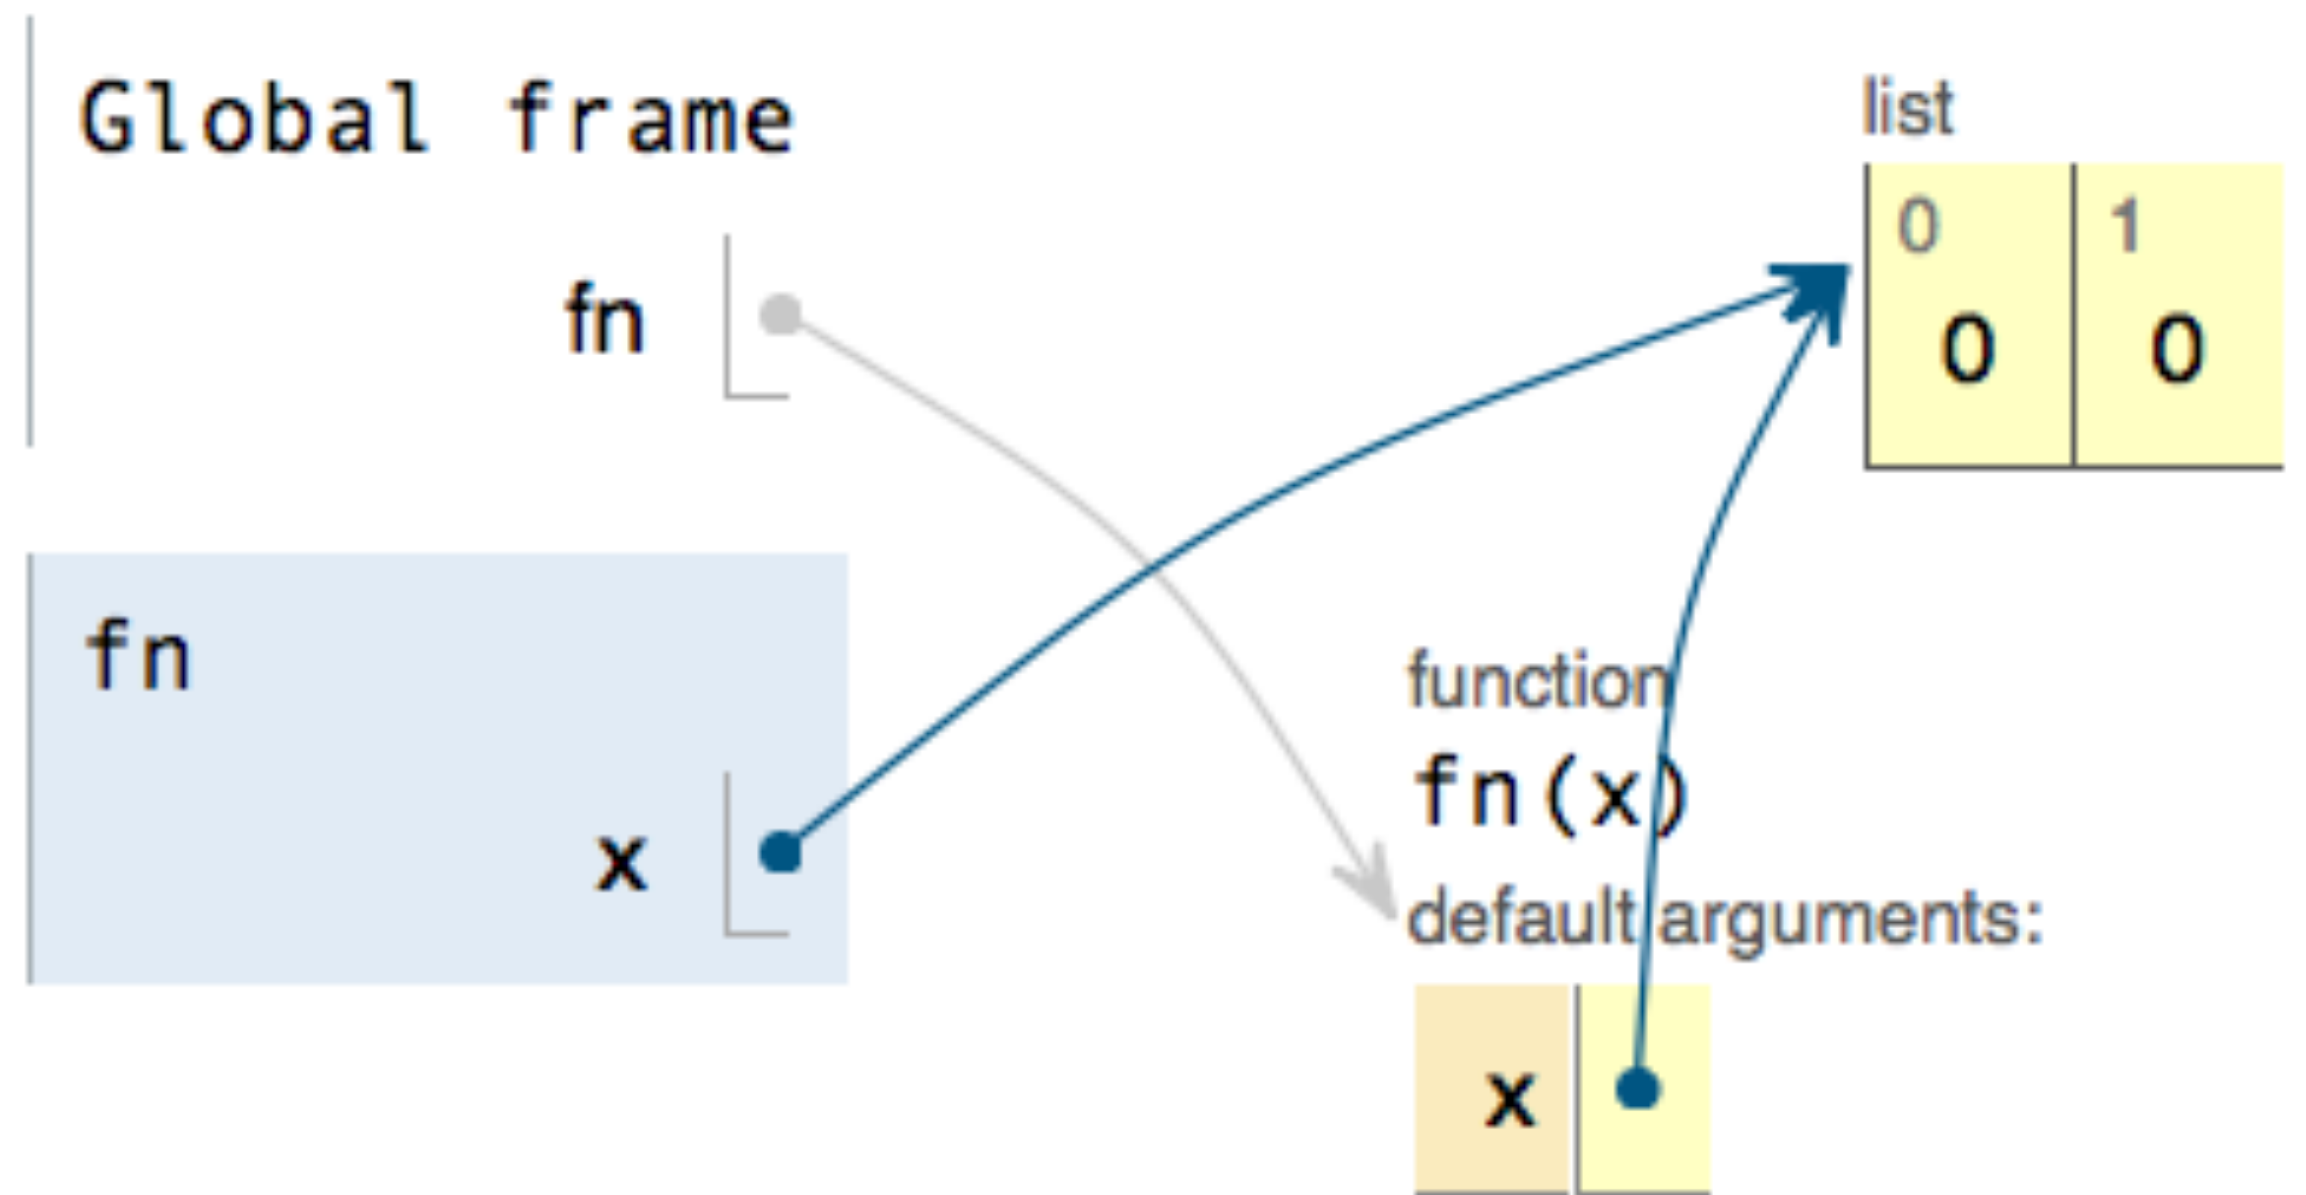 Global frame
fn
list
0 1
0 0
fn
x
function
fn(x)
default arguments:
x